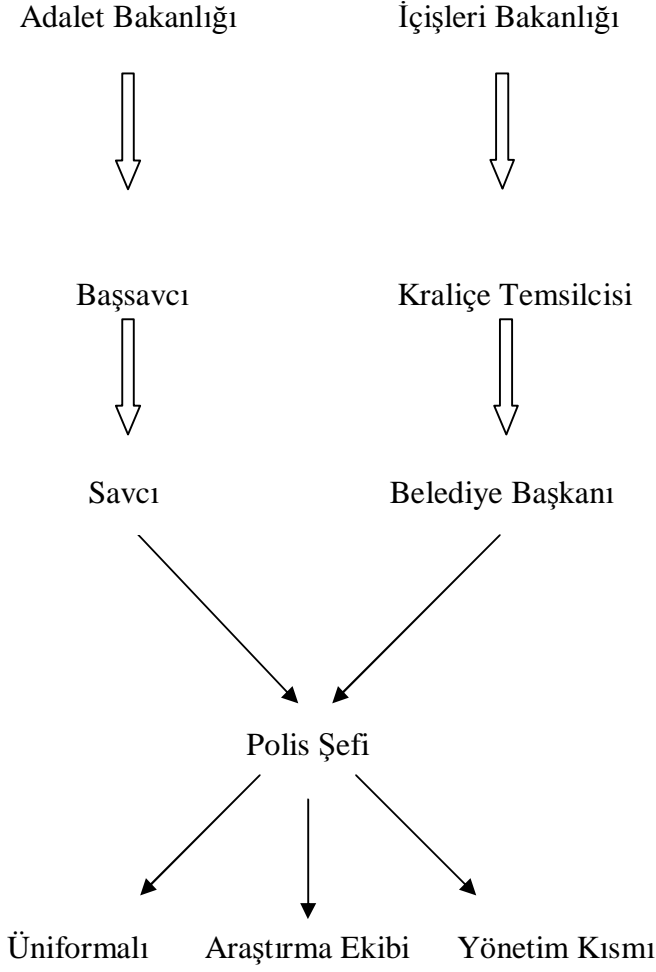 Adalet Bakanlığı İçişleri Bakanlığı
Başsavcı Kraliçe Temsilcisi
Savcı Belediye Başkanı
Polis Şefi
Üniformalı Araştırma Ekibi Yönetim Kısmı